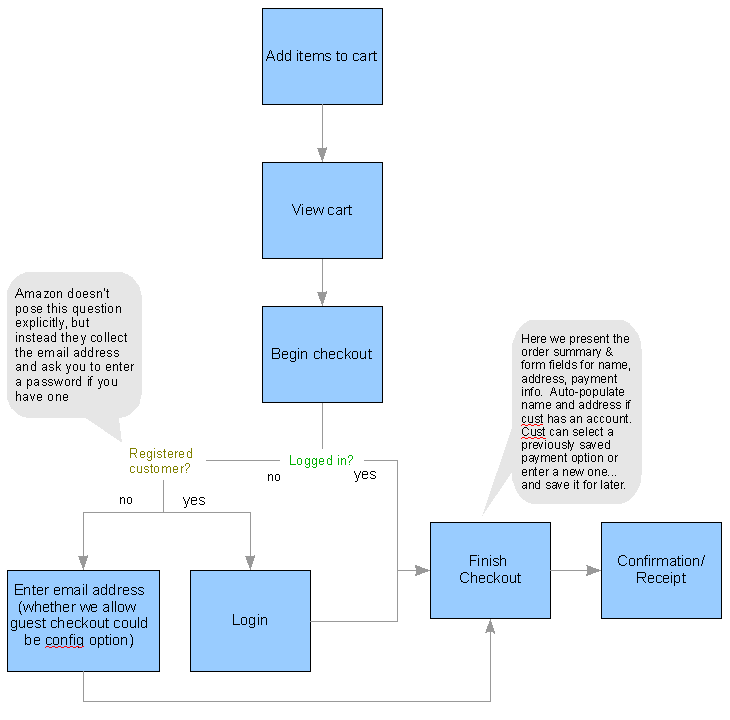 Add items to cart
View cart
Begin checkout
Amazon doesn't
pose this question
explicitly, but
instead they collect
the email address
and ask you to enter
a password if you
have one
Here we present the
order summary &
form fields for name,
address, payment
info.  Auto-populate
name and address if
cust has an account.
Cust can select a
previously saved
payment option or
enter a new one...
and save it for later.
Registered
customer?
Logged in?
no
yes
no
yes
Enter email address
(whether we allow
guest checkout could
be config option)
Login
Finish
Checkout
Confirmation/
Receipt